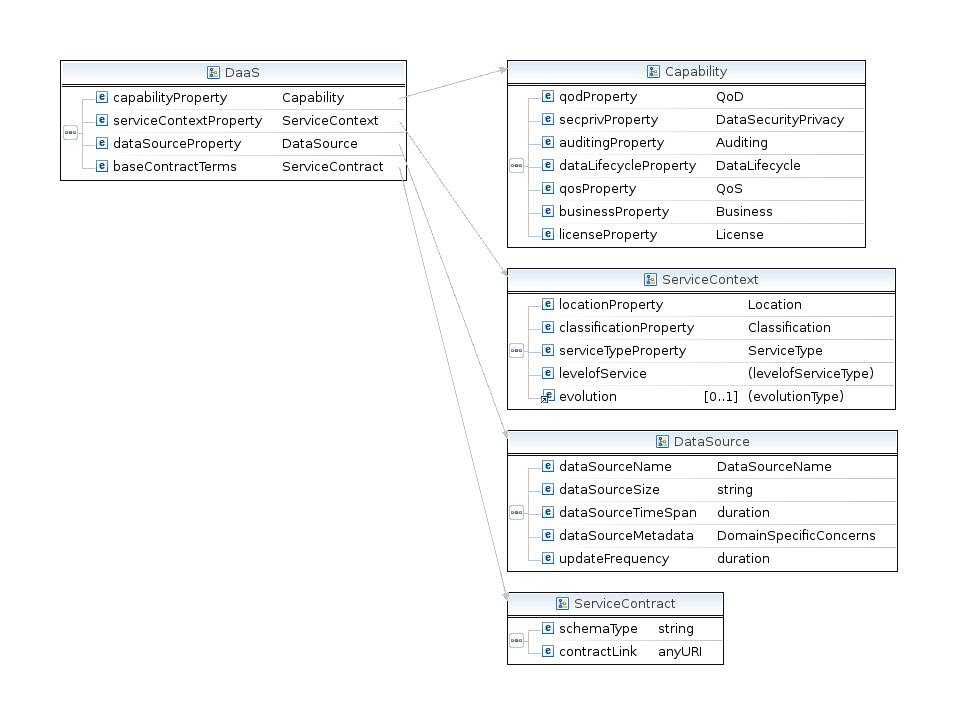 DaaS
capabilityProperty Capability
serviceContextProperty ServiceContext
dataSourceProperty DataSource
baseContractTerms ServiceContract
Capability
qodProperty QoD
secprivProperty DataSecurityPrivacy
auditingProperty Auditing
dataLifecycleProperty DataLifecycle
qosProperty QoS
businessProperty Business
licenseProperty License
ServiceContext
locationProperty Location
classificationProperty Classification
serviceTypeProperty ServiceType
levelofService (levelofServiceType)
evolution [0..1] (evolutionType)
DataSource
dataSourceName DataSourceName
dataSourceSize string
dataSourceTimeSpan duration
dataSourceMetadata DomainSpecificConcerns
updateFrequency duration
ServiceContract
schemaType string
contractLink anyURI